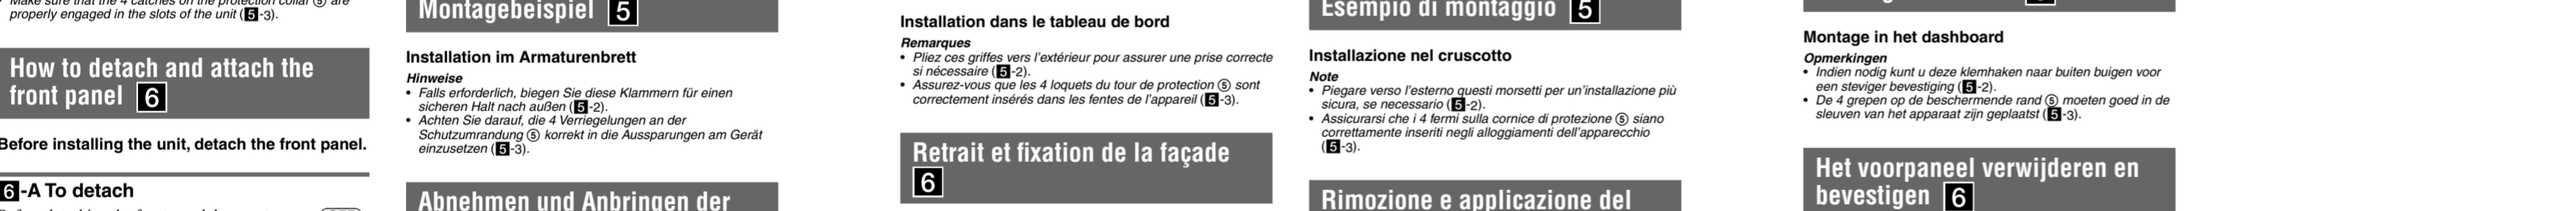 Make sure that the 4 catches on the protection collar ⑤ are
properly engaged in the slots of the unit (5-3).
How to detach and attach the
front panel 6
Before installing the unit, detach the front panel.
6-A To detach
Montagebeispiel 5
Installation im Armaturenbrett
Hinweise
• Falls erforderlich, biegen Sie diese Klammern für einen
sicheren Halt nach außen (5-2).
• Achten Sie darauf, die 4 Verriegelungen an der
Schutzumrandung ⑤ korrekt in die Aussparungen am Gerät
einzusetzen (5-3).
Abnehmen und Anbringen der
Installation dans le tableau de bord
Remarques
• Pliez ces griffes vers l'extérieur pour assurer une prise correcte
si nécessaire (5-2).
• Assurez-vous que les 4 loquets du tour de protection ⑤ sont
correctement insérés dans les fentes de l'appareil (5-3).
Retrait et fixation de la façade
6
Esempio di montaggio 5
Installazione nel cruscotto
Note
• Piegare verso l'esterno questi morsetti per un'installazione più
sicura, se necessario (5-2).
• Assicurarsi che i 4 fermi sulla cornice di protezione ⑤ siano
correttamente inseriti negli alloggiamenti dell'apparecchio
(5-3).
Rimozione e applicazione del
Montage in het dashboard
Opmerkingen
• Indien nodig kunt u deze klemhaken naar buiten buigen voor
een steviger bevestiging (5-2).
• De 4 grepen op de beschermende rand ⑤ moeten goed in de
sleuven van het apparaat zijn geplaatst (5-3).
Het voorpaneel verwijderen en
bevestigen 6